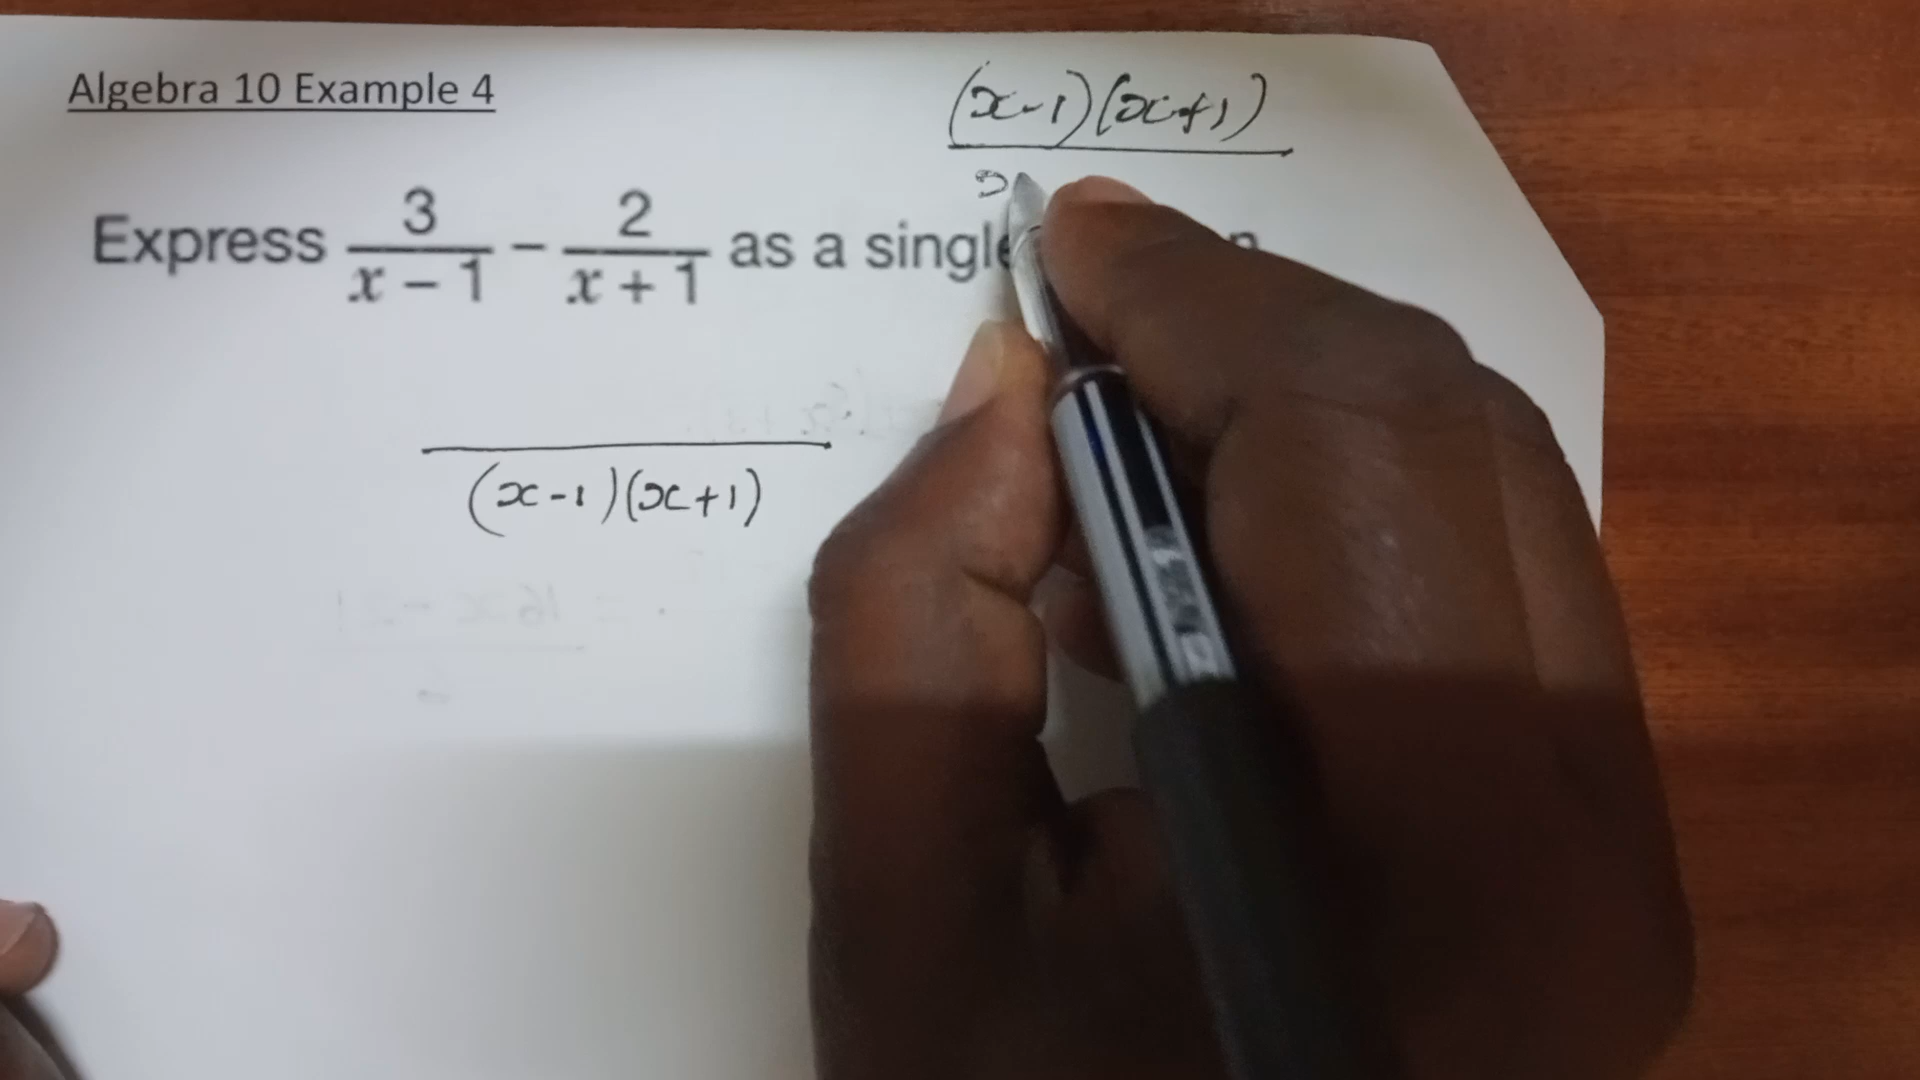 Algebra 10 Example 4
(x-1)(x+1)
Express 3/(x − 1) − 2/(x + 1) as a single
(x-1)(x+1)